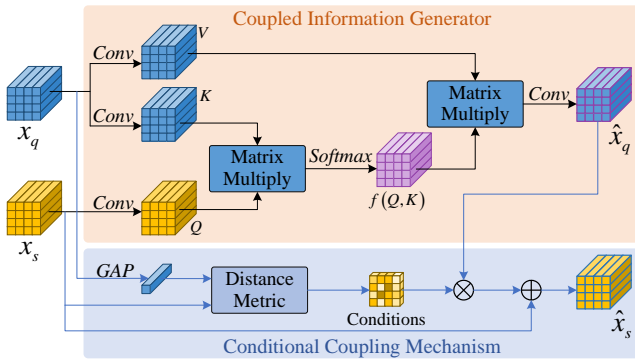 Coupled Information Generator
V
Conv
x_q
K
Conv
Matrix
Multiply
Conv
x̂_q
Matrix
Multiply
Softmax
f(Q,K)
x_s
Conv
Q
GAP
Distance
Metric
Conditions
x̂_s
Conditional Coupling Mechanism